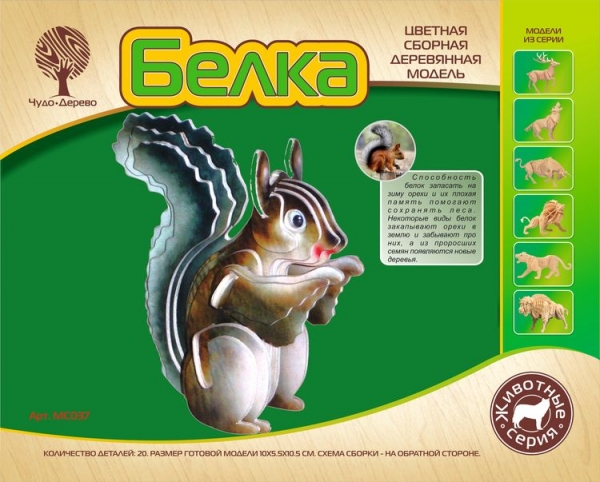 Чудо-Дерево
Белка
ЦВЕТНАЯ
СБОРНАЯ
ДЕРЕВЯННАЯ
МОДЕЛЬ
МОДЕЛИ
ИЗ СЕРИИ
Способность
белок запасать на
зиму орехи и их плохая
память помогают
сохранять леса.
Некоторые виды белок
закапывают орехи в
землю и забывают про
них, а из проросших
семян появляются новые
деревья.
Животные
серия
КОЛИЧЕСТВО ДЕТАЛЕЙ: 20. РАЗМЕР ГОТОВОЙ МОДЕЛИ 10X5.5X10.5 СМ. СХЕМА СБОРКИ - НА ОБРАТНОЙ СТОРОНЕ.